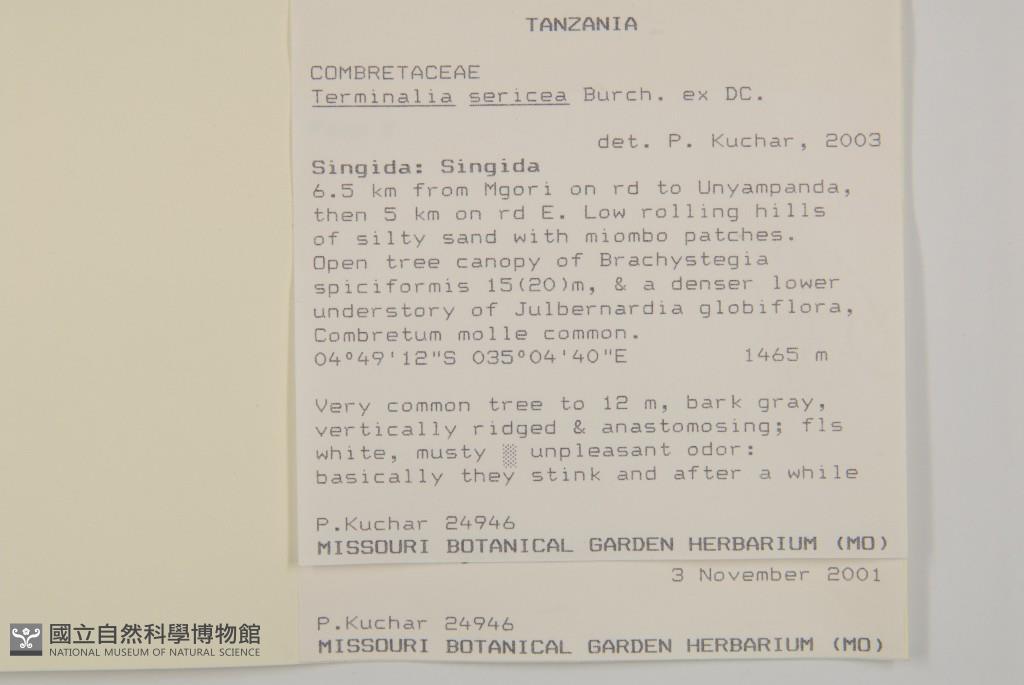 TANZANIA
COMBRETACEAE
Terminalia sericea Burch. ex DC.
det. P. Kuchar, 2003
Singida: Singida
6.5 km from Mgori on rd to Unyampanda,
then 5 km on rd E. Low rolling hills
of silty sand with miombo patches.
Open tree canopy of Brachystegia
spiciformis 15(20)m, & a denser lower
understory of Julbernardia globiflora,
Combretum molle common.
04°49'12"S 035°04'40"E 1465 m
Very common tree to 12 m, bark gray,
vertically ridged & anastomosing; fls
white, musty ▒ unpleasant odor:
basically they stink and after a while
P.Kuchar 24946
MISSOURI BOTANICAL GARDEN HERBARIUM (MO)
3 November 2001
P.Kuchar 24946
MISSOURI BOTANICAL GARDEN HERBARIUM (MO)
國立自然科學博物館
NATIONAL MUSEUM OF NATURAL SCIENCE